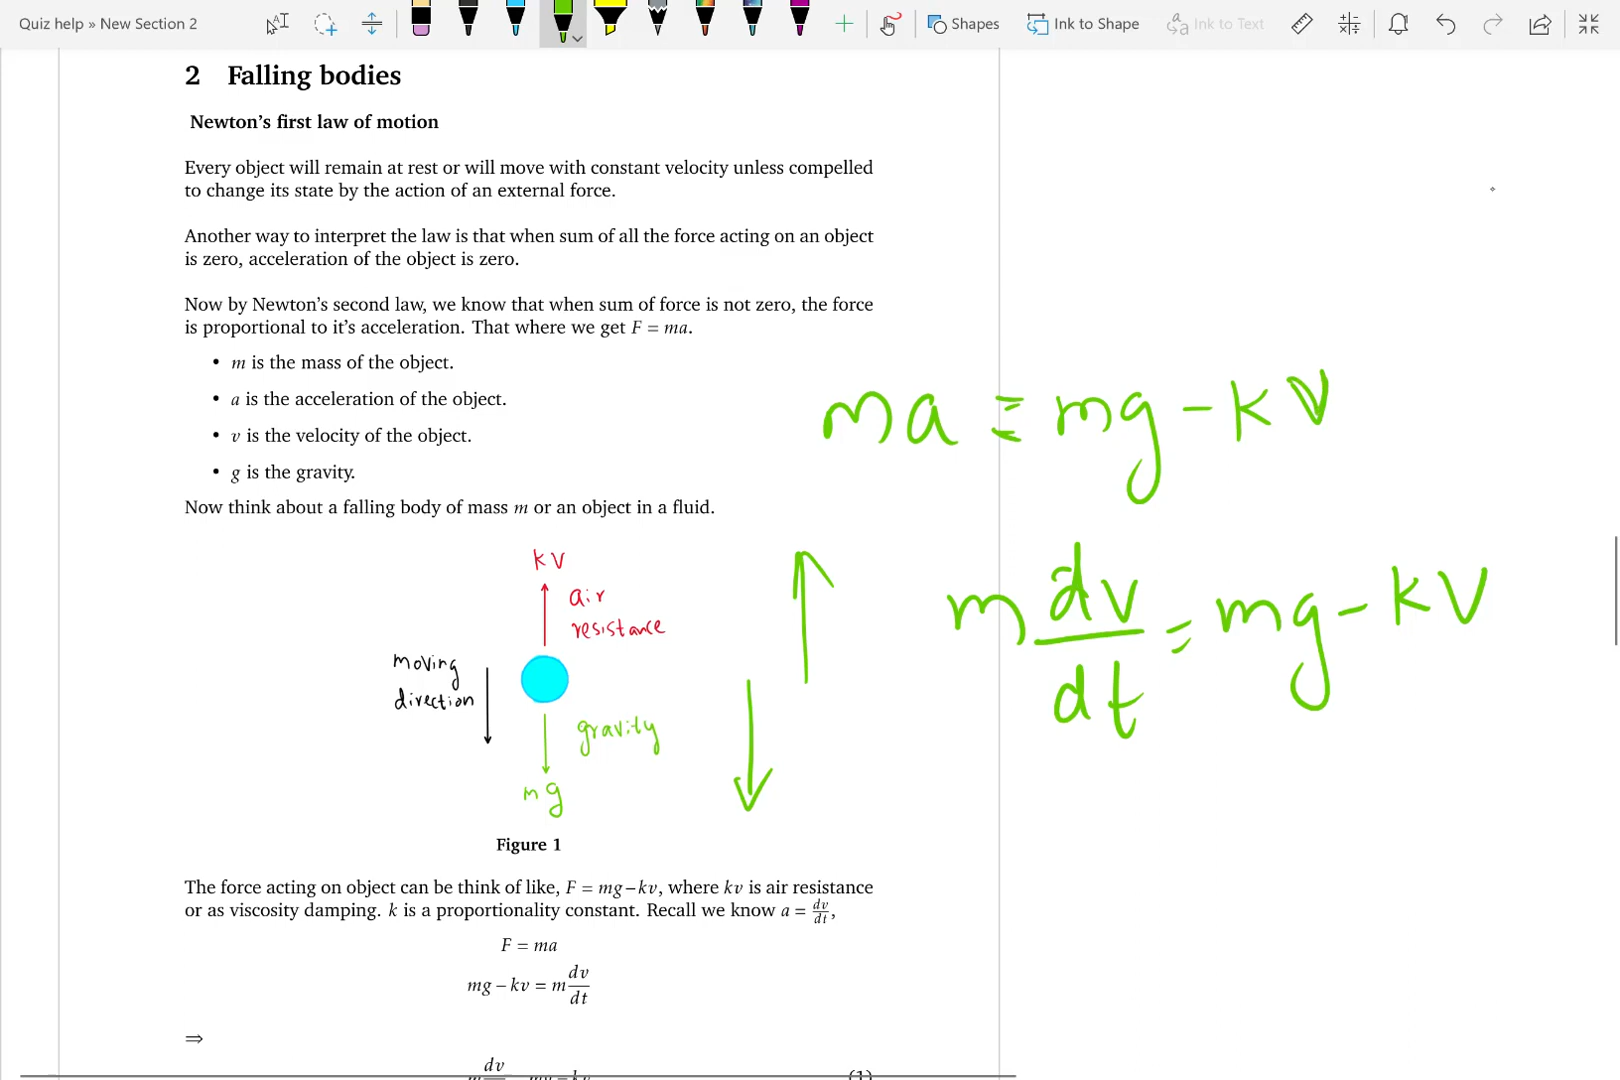 Quiz help » New Section 2
Shapes
Ink to Shape
Ink to Text
2 Falling bodies
Newton's first law of motion
Every object will remain at rest or will move with constant velocity unless compelled
to change its state by the action of an external force.
Another way to interpret the law is that when sum of all the force acting on an object
is zero, acceleration of the object is zero.
Now by Newton's second law, we know that when sum of force is not zero, the force
is proportional to it's acceleration. That where we get F = ma.
• m is the mass of the object.
• a is the acceleration of the object.
• v is the velocity of the object.
• g is the gravity.
ma = mg - kv
Now think about a falling body of mass m or an object in a fluid.
kv
air
resistance
moving
direction
gravity
mg
m dv/dt = mg - kv
Figure 1
The force acting on object can be think of like, F = mg−kv, where kv is air resistance
or as viscosity damping. k is a proportionality constant. Recall we know a = dv/dt,
F = ma
mg − kv = m dv/dt
⇒
dv